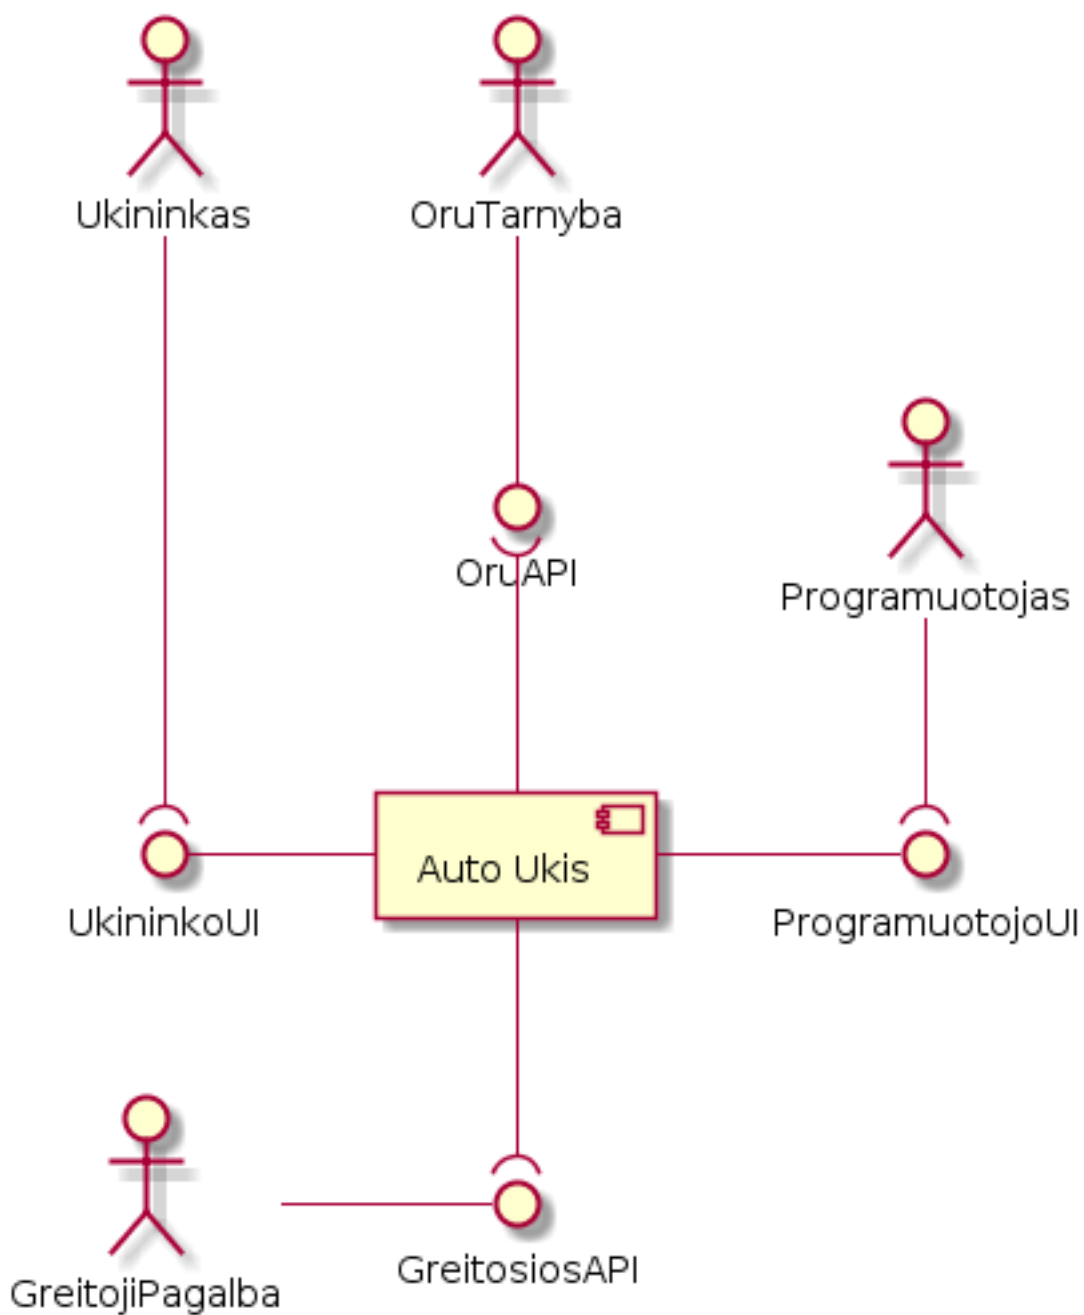 Ukininkas
OruTarnyba
OruAPI
Programuotojas
Auto Ukis
UkininkoUI
ProgramuotojoUI
GreitosiosAPI
GreitojiPagalba